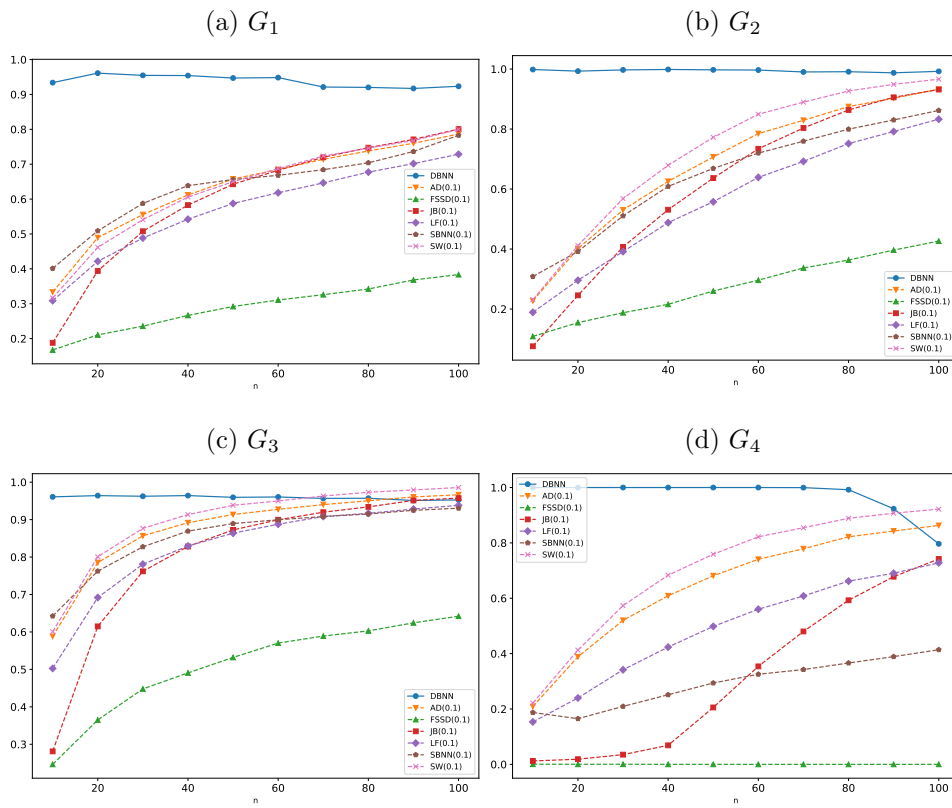 (a) G₁
1.0
0.9
0.8
0.7
0.6
0.5
0.4
0.3
0.2
20
40
60
80
100
n
DBNN
AD(0.1)
FSSD(0.1)
JB(0.1)
LF(0.1)
SBNN(0.1)
SW(0.1)
(b) G₂
1.0
0.8
0.6
0.4
0.2
20
40
60
80
100
n
DBNN
AD(0.1)
FSSD(0.1)
JB(0.1)
LF(0.1)
SBNN(0.1)
SW(0.1)
(c) G₃
1.0
0.9
0.8
0.7
0.6
0.5
0.4
0.3
20
40
60
80
100
n
DBNN
AD(0.1)
FSSD(0.1)
JB(0.1)
LF(0.1)
SBNN(0.1)
SW(0.1)
(d) G₄
1.0
0.8
0.6
0.4
0.2
0.0
20
40
60
80
100
n
DBNN
AD(0.1)
FSSD(0.1)
JB(0.1)
LF(0.1)
SBNN(0.1)
SW(0.1)